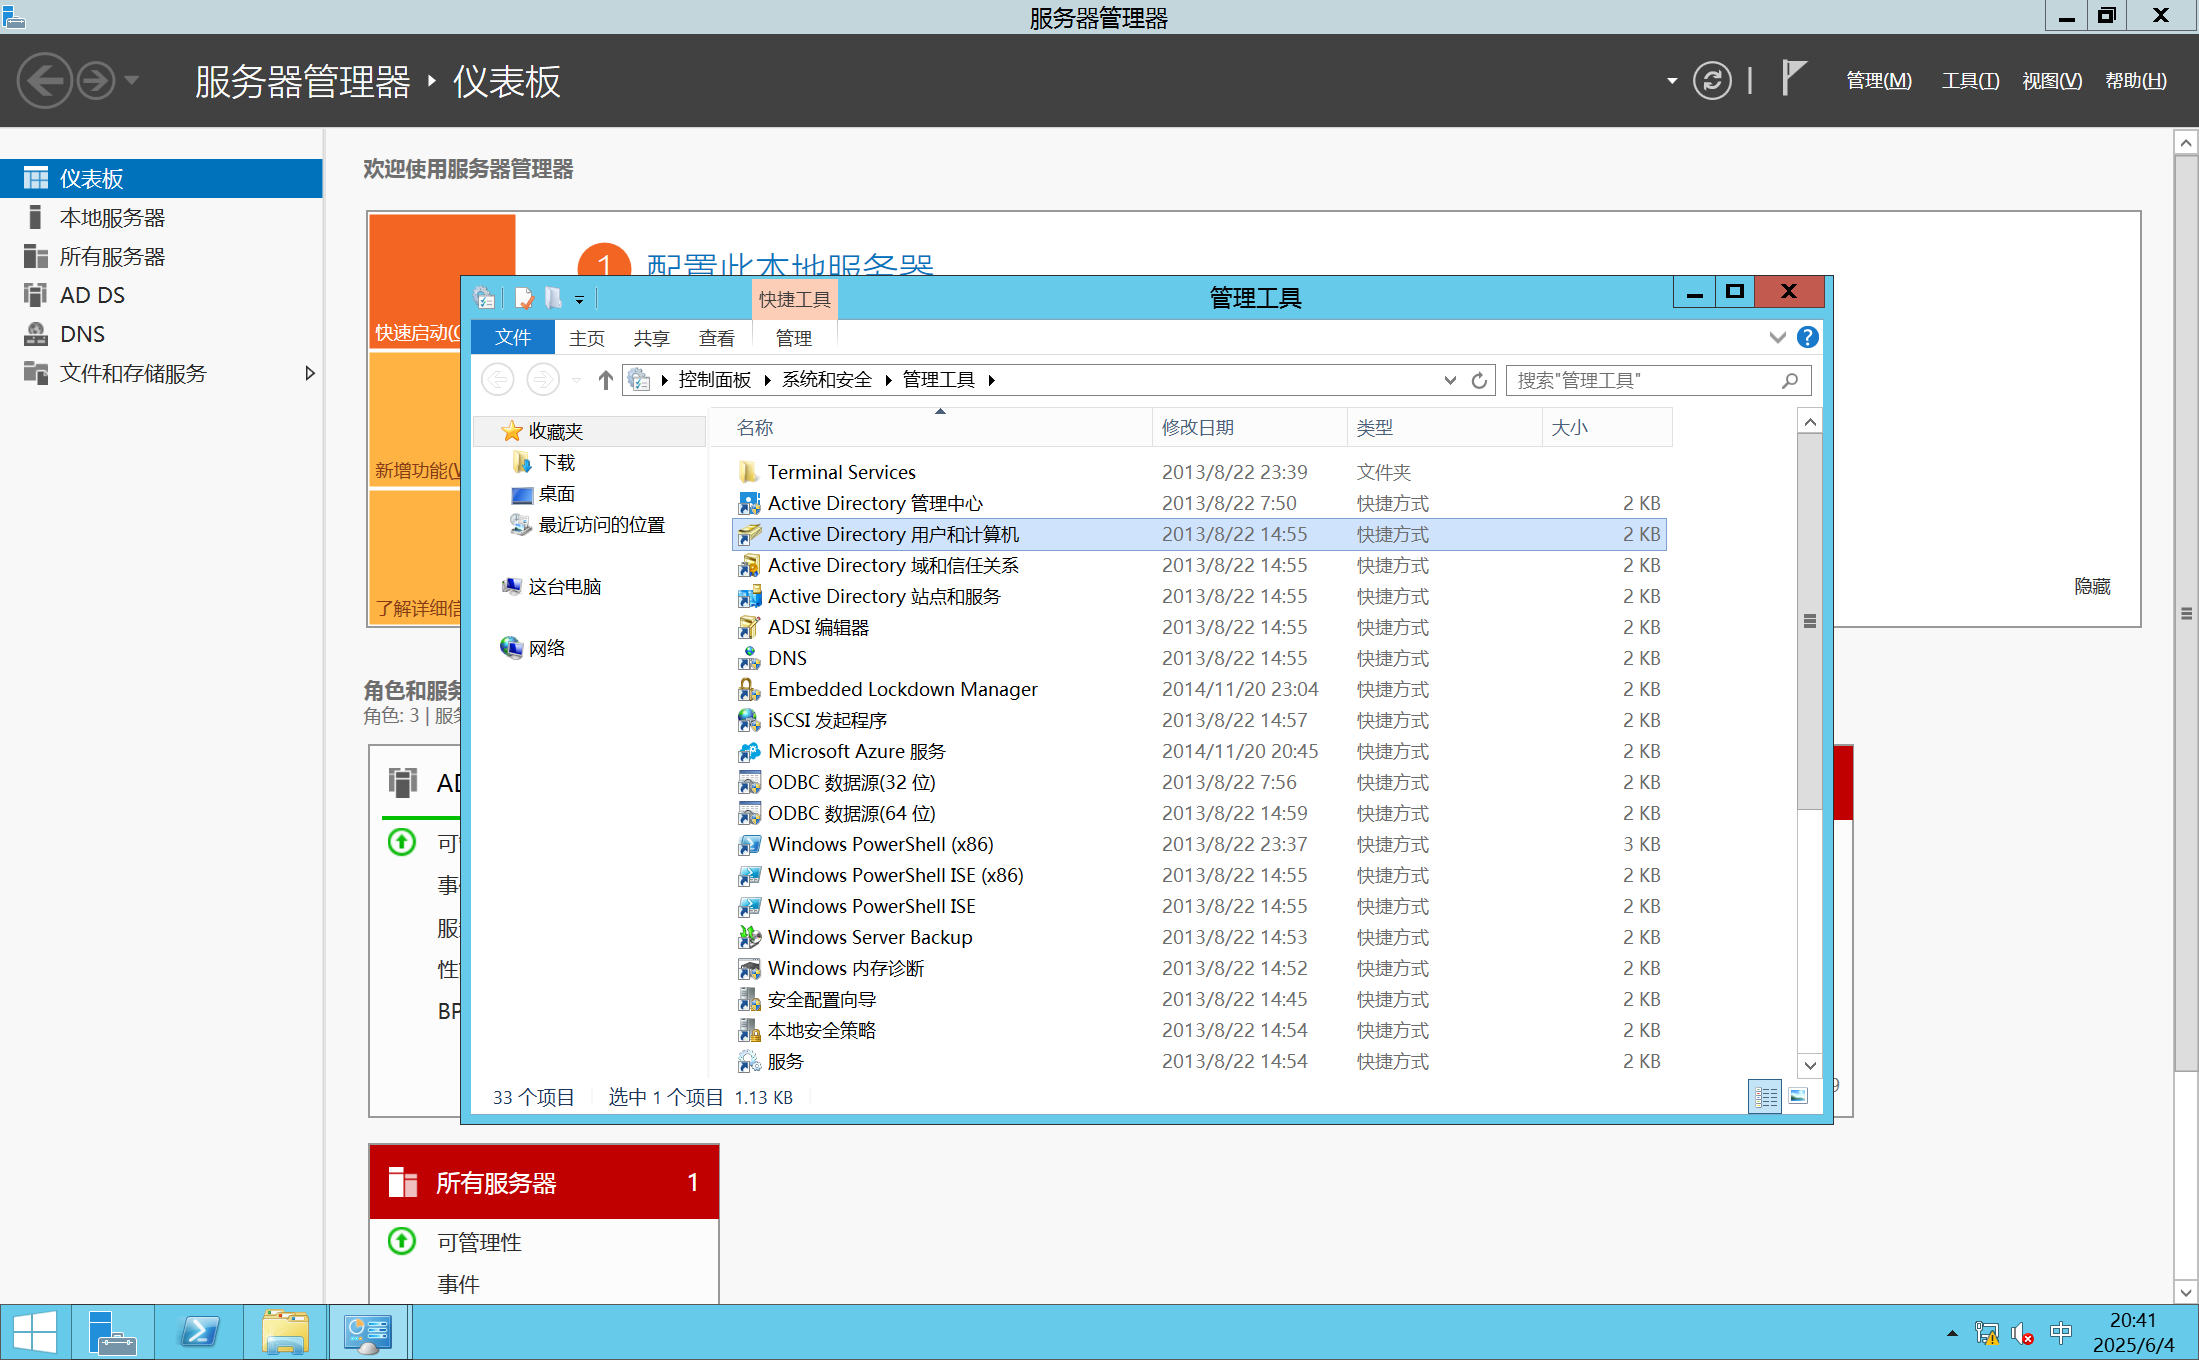 服务器管理器
服务器管理器 仪表板
管理(M) 工具(T) 视图(V) 帮助(H)
仪表板
本地服务器
所有服务器
AD DS
DNS
文件和存储服务
欢迎使用服务器管理器
1 配置此本地服务器
快速启动(
新增功能(
了解详细信
隐藏
角色和服务
角色: 3 | 服务
AD
可
事
服
性
BP
所有服务器 1
可管理性
事件
快捷工具
管理工具
文件 主页 共享 查看 管理
控制面板 系统和安全 管理工具
搜索"管理工具"
收藏夹
下载
桌面
最近访问的位置
这台电脑
网络
名称 修改日期 类型 大小
Terminal Services 2013/8/22 23:39 文件夹
Active Directory 管理中心 2013/8/22 7:50 快捷方式 2 KB
Active Directory 用户和计算机 2013/8/22 14:55 快捷方式 2 KB
Active Directory 域和信任关系 2013/8/22 14:55 快捷方式 2 KB
Active Directory 站点和服务 2013/8/22 14:55 快捷方式 2 KB
ADSI 编辑器 2013/8/22 14:55 快捷方式 2 KB
DNS 2013/8/22 14:55 快捷方式 2 KB
Embedded Lockdown Manager 2014/11/20 23:04 快捷方式 2 KB
iSCSI 发起程序 2013/8/22 14:57 快捷方式 2 KB
Microsoft Azure 服务 2014/11/20 20:45 快捷方式 2 KB
ODBC 数据源(32 位) 2013/8/22 7:56 快捷方式 2 KB
ODBC 数据源(64 位) 2013/8/22 14:59 快捷方式 2 KB
Windows PowerShell (x86) 2013/8/22 23:37 快捷方式 3 KB
Windows PowerShell ISE (x86) 2013/8/22 14:55 快捷方式 2 KB
Windows PowerShell ISE 2013/8/22 14:55 快捷方式 2 KB
Windows Server Backup 2013/8/22 14:53 快捷方式 2 KB
Windows 内存诊断 2013/8/22 14:52 快捷方式 2 KB
安全配置向导 2013/8/22 14:45 快捷方式 2 KB
本地安全策略 2013/8/22 14:54 快捷方式 2 KB
服务 2013/8/22 14:54 快捷方式 2 KB
33 个项目 选中 1 个项目 1.13 KB
9
中
20:41
2025/6/4